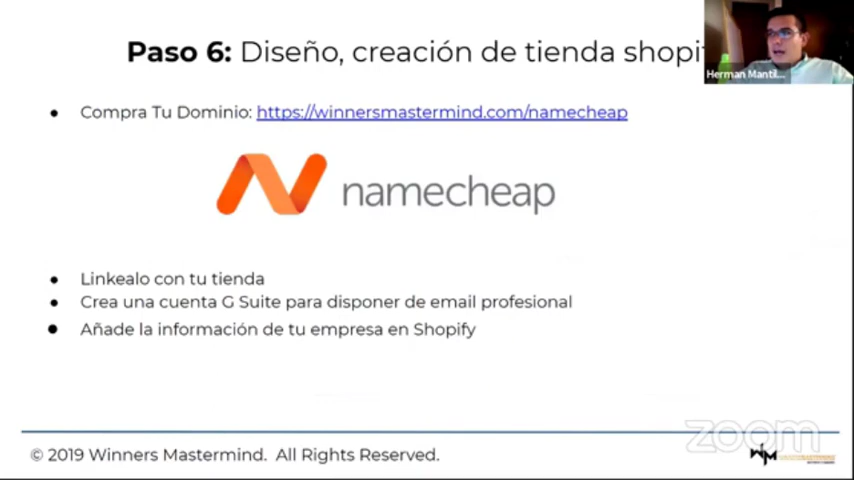 Paso 6: Diseño, creación de tienda shopif
Herman Mantil...
Compra Tu Dominio: https://winnersmastermind.com/namecheap
namecheap
Linkealo con tu tienda
Crea una cuenta G Suite para disponer de email profesional
Añade la información de tu empresa en Shopify
zoom
© 2019 Winners Mastermind. All Rights Reserved.
WM